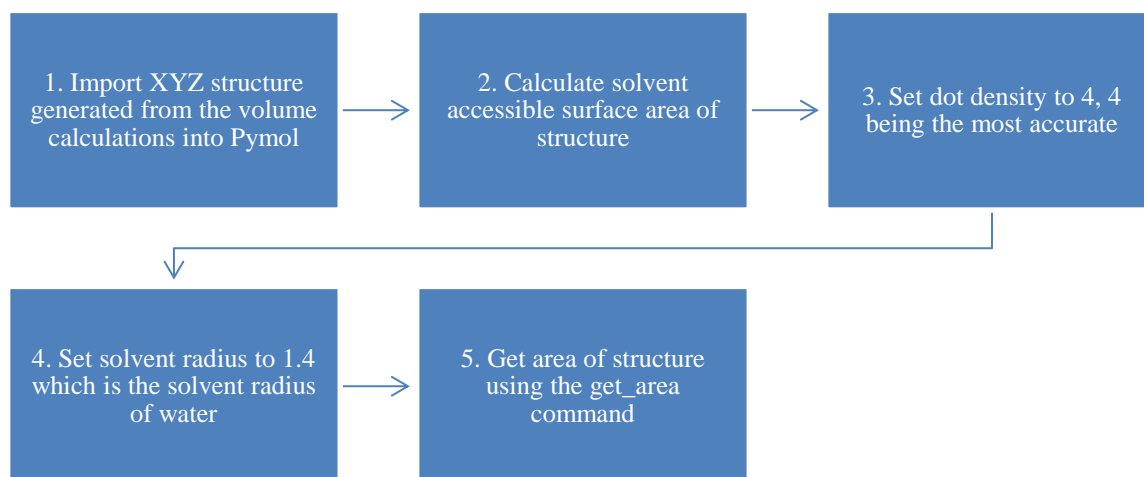 1. Import XYZ structure
generated from the volume
calculations into Pymol
2. Calculate solvent
accessible surface area of
structure
3. Set dot density to 4, 4
being the most accurate
4. Set solvent radius to 1.4
which is the solvent radius
of water
5. Get area of structure
using the get_area
command